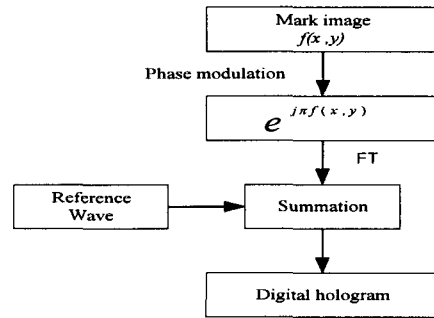 Mark image
f(x,y)
Phase modulation
e^{jπf(x,y)}
FT
Reference
Wave
Summation
Digital hologram